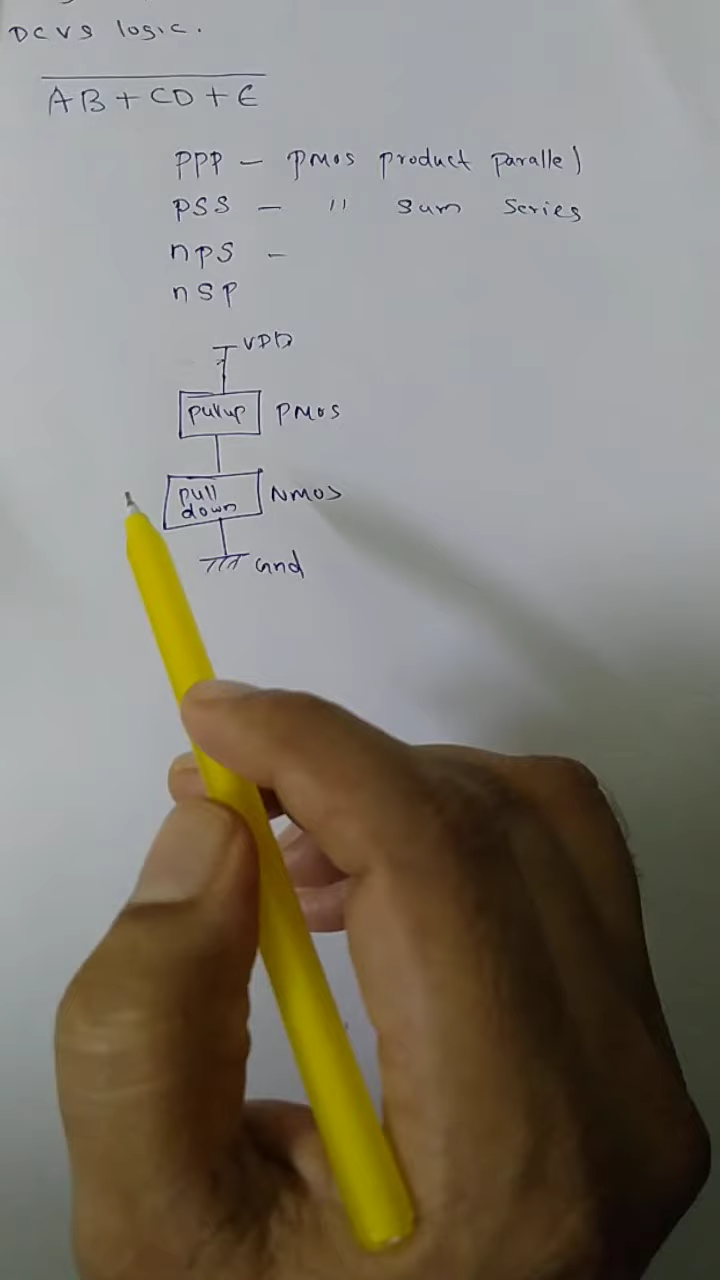 DCVS logic.
AB + CD + E
PPP - PMOS product parallel
PSS - " sum series
nPS -
nSP
VDD
pullup PMOS
pull NMOS
down
Gnd